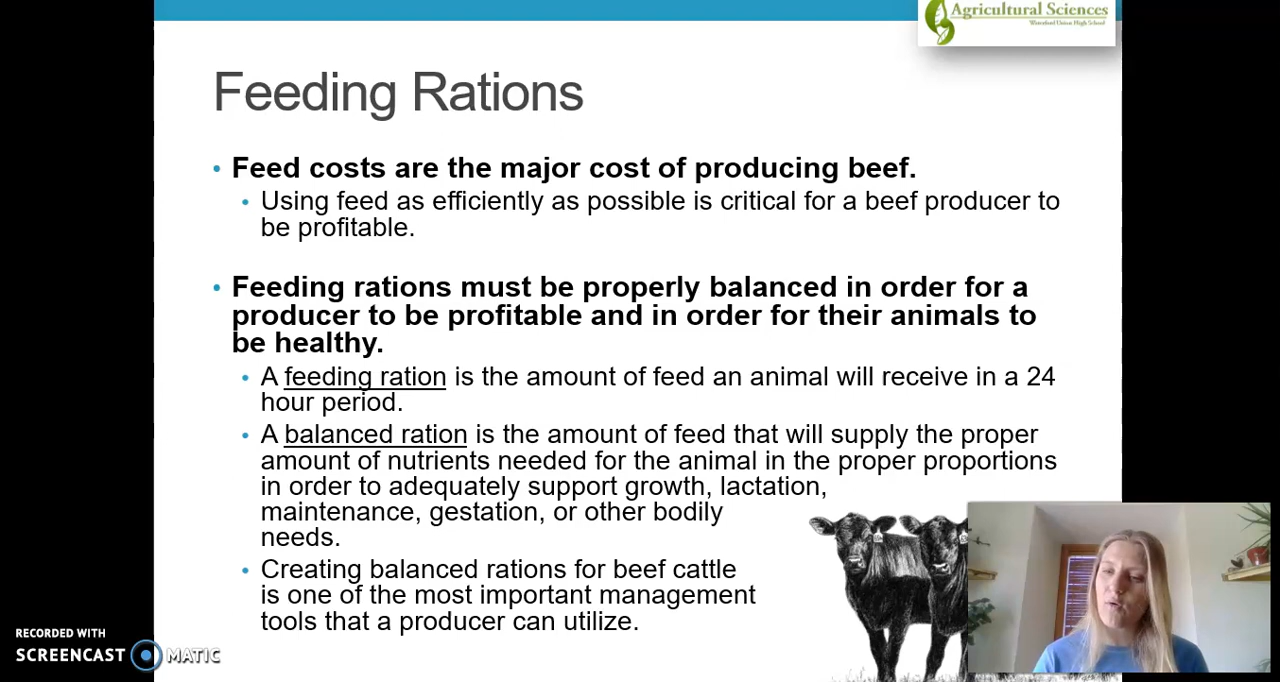 Agricultural Sciences
Waterford Union High School
Feeding Rations
• Feed costs are the major cost of producing beef.
• Using feed as efficiently as possible is critical for a beef producer to
be profitable.
• Feeding rations must be properly balanced in order for a
producer to be profitable and in order for their animals to
be healthy.
• A feeding ration is the amount of feed an animal will receive in a 24
hour period.
• A balanced ration is the amount of feed that will supply the proper
amount of nutrients needed for the animal in the proper proportions
in order to adequately support growth, lactation,
maintenance, gestation, or other bodily
needs.
• Creating balanced rations for beef cattle
is one of the most important management
tools that a producer can utilize.
RECORDED WITH
SCREENCAST MATIC